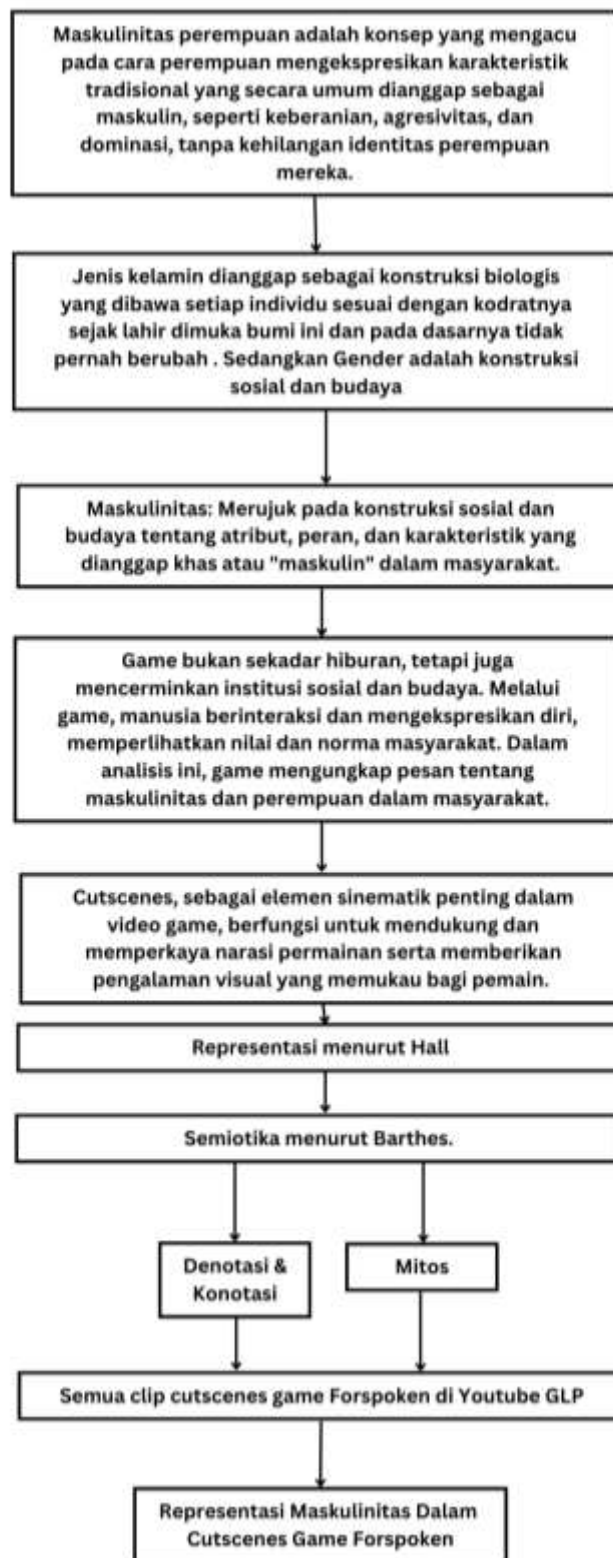 Maskulinitas perempuan adalah konsep yang mengacu
pada cara perempuan mengekspresikan karakteristik
tradisional yang secara umum dianggap sebagai
maskulin, seperti keberanian, agresivitas, dan
dominasi, tanpa kehilangan identitas perempuan
mereka.
Jenis kelamin dianggap sebagai konstruksi biologis
yang dibawa setiap individu sesuai dengan kodratnya
sejak lahir dimuka bumi ini dan pada dasarnya tidak
pernah berubah . Sedangkan Gender adalah konstruksi
sosial dan budaya
Maskulinitas: Merujuk pada konstruksi sosial dan
budaya tentang atribut, peran, dan karakteristik yang
dianggap khas atau "maskulin" dalam masyarakat.
Game bukan sekadar hiburan, tetapi juga
mencerminkan institusi sosial dan budaya. Melalui
game, manusia berinteraksi dan mengekspresikan diri,
memperlihatkan nilai dan norma masyarakat. Dalam
analisis ini, game mengungkap pesan tentang
maskulinitas dan perempuan dalam masyarakat.
Cutscenes, sebagai elemen sinematik penting dalam
video game, berfungsi untuk mendukung dan
memperkaya narasi permainan serta memberikan
pengalaman visual yang memukau bagi pemain.
Representasi menurut Hall
Semiotika menurut Barthes.
Denotasi &
Konotasi
Mitos
Semua clip cutscenes game Forspoken di Youtube GLP
Representasi Maskulinitas Dalam
Cutscenes Game Forspoken